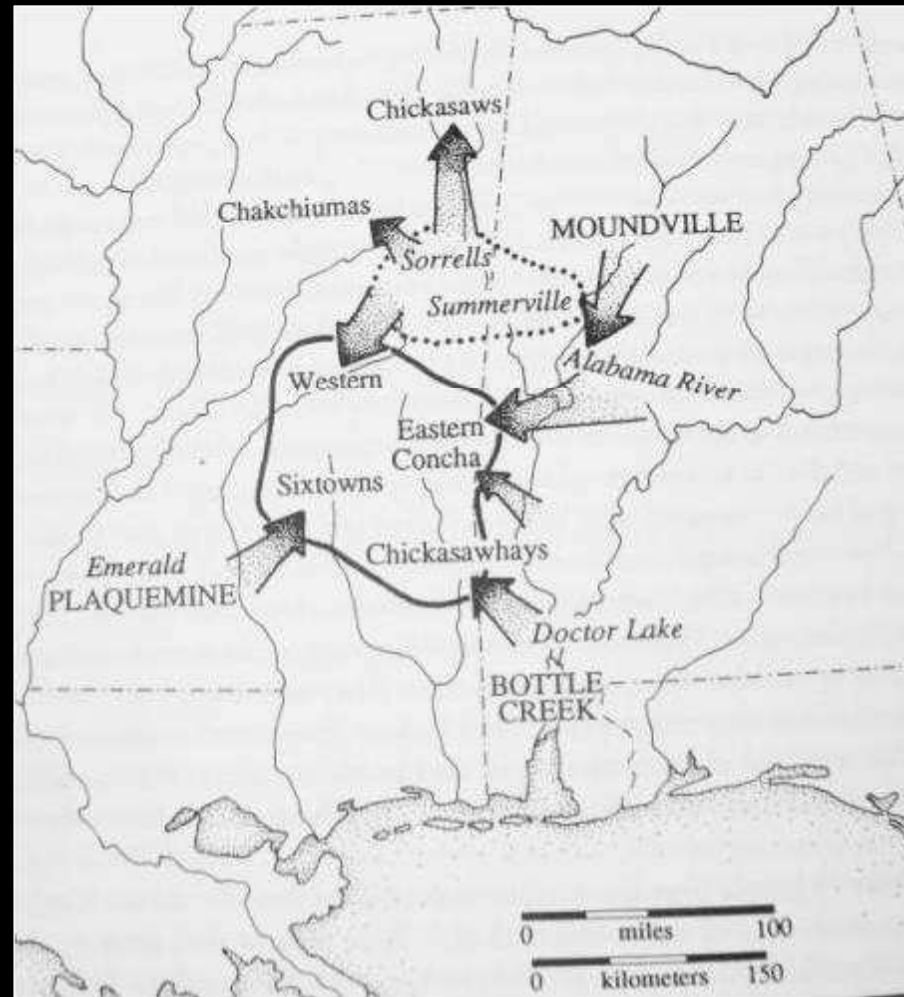 Chickasaws
Chakchiumas
MOUNDVILLE
Sorrells
Summerville
Alabama River
Western
Eastern
Concha
Sixtowns
Chickasawhays
Emerald
PLAQUEMINE
Doctor Lake
BOTTLE
CREEK
0 miles 100
0 kilometers 150